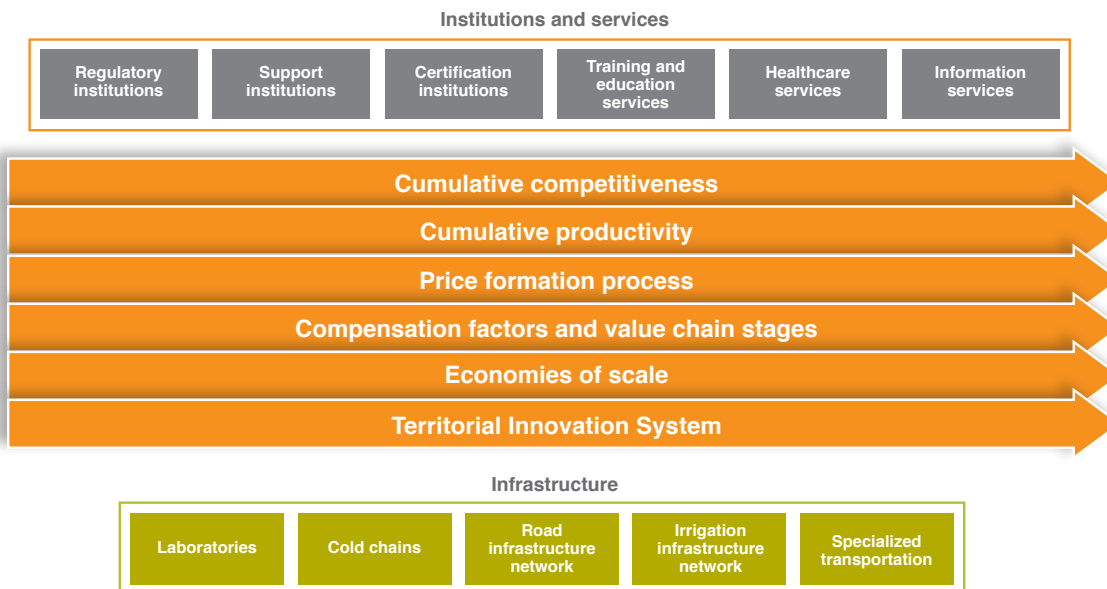 Institutions and services
Regulatory
institutions
Support
institutions
Certification
institutions
Training and
education
services
Healthcare
services
Information
services
Cumulative competitiveness
Cumulative productivity
Price formation process
Compensation factors and value chain stages
Economies of scale
Territorial Innovation System
Infrastructure
Laboratories
Cold chains
Road
infrastructure
network
Irrigation
infrastructure
network
Specialized
transportation